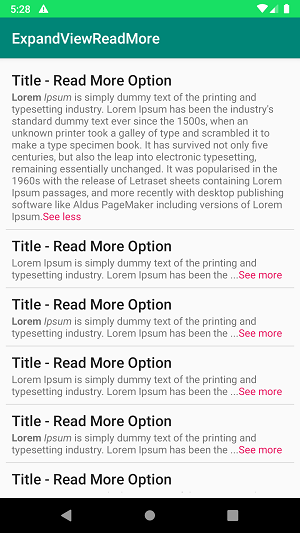 5:28
ExpandViewReadMore
Title - Read More Option
Lorem Ipsum is simply dummy text of the printing and
typesetting industry. Lorem Ipsum has been the industry's
standard dummy text ever since the 1500s, when an
unknown printer took a galley of type and scrambled it to
make a type specimen book. It has survived not only five
centuries, but also the leap into electronic typesetting,
remaining essentially unchanged. It was popularised in the
1960s with the release of Letraset sheets containing Lorem
Ipsum passages, and more recently with desktop publishing
software like Aldus PageMaker including versions of Lorem
Ipsum.See less
Title - Read More Option
Lorem Ipsum is simply dummy text of the printing and
typesetting industry. Lorem Ipsum has been the ...See more
Title - Read More Option
Lorem Ipsum is simply dummy text of the printing and
typesetting industry. Lorem Ipsum has been the ...See more
Title - Read More Option
Lorem Ipsum is simply dummy text of the printing and
typesetting industry. Lorem Ipsum has been the ...See more
Title - Read More Option
Lorem Ipsum is simply dummy text of the printing and
typesetting industry. Lorem Ipsum has been the ...See more
Title - Read More Option